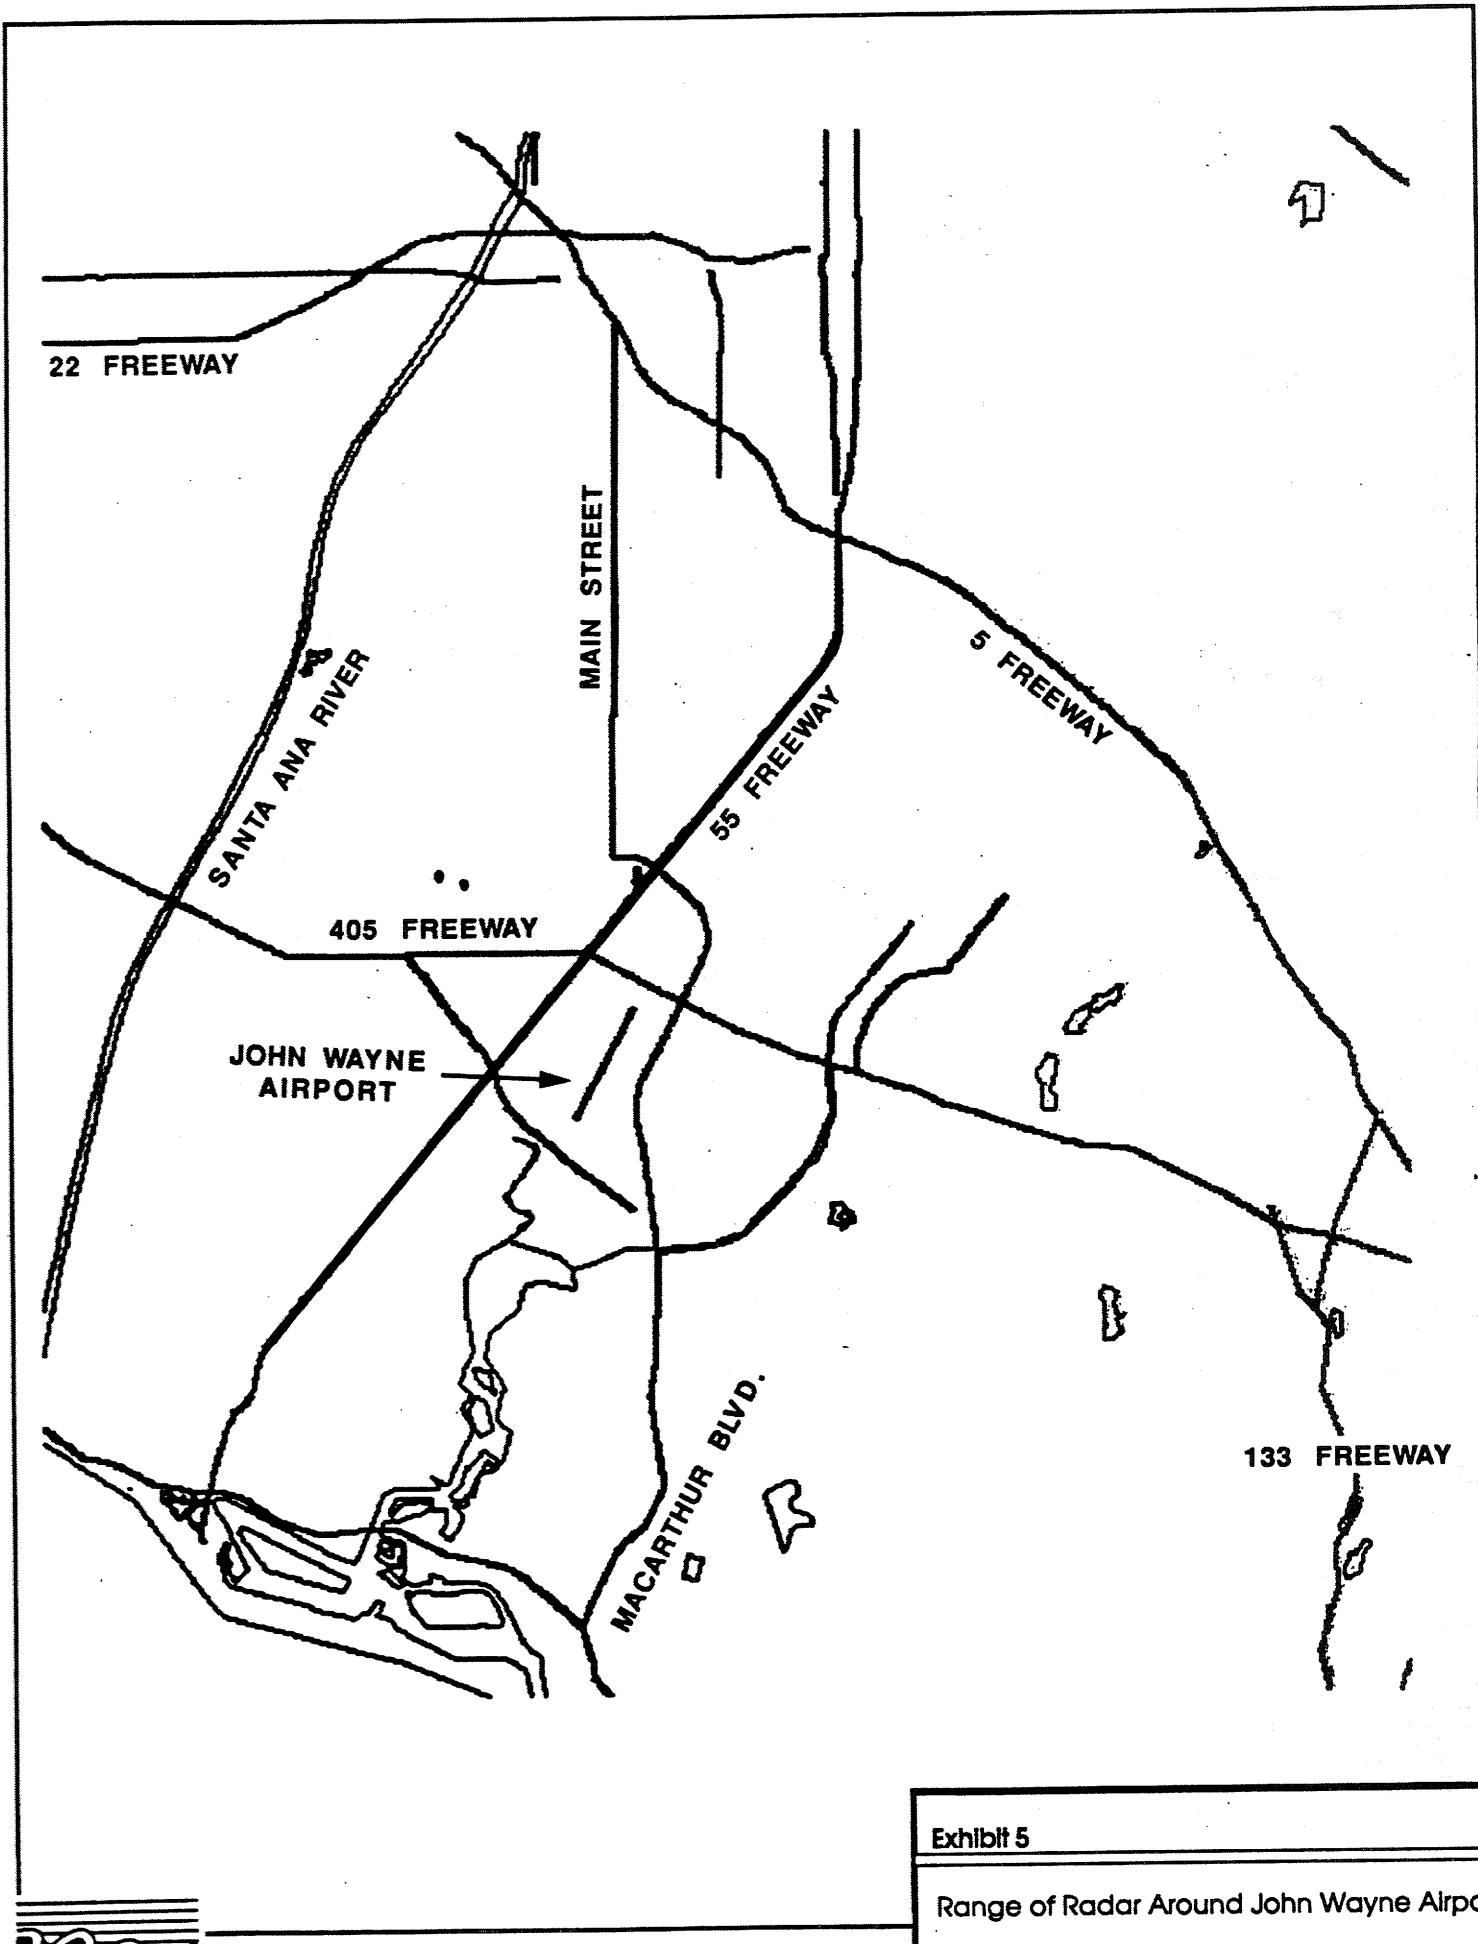 22 FREEWAY
MAIN STREET
SANTA ANA RIVER
5 FREEWAY
55 FREEWAY
405 FREEWAY
JOHN WAYNE
AIRPORT
MACARTHUR BLVD.
133 FREEWAY
Exhibit 5
Range of Radar Around John Wayne